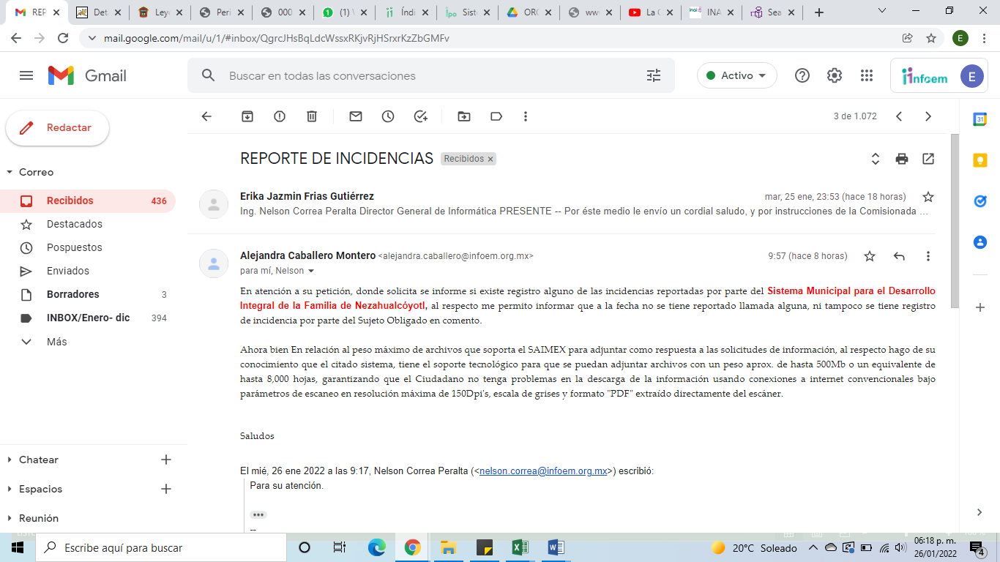 REP
Deta
Leye
Peri
000
(1) W
Índi
Sist
ORG
www
La C
INA
Sea
mail.google.com/mail/u/1/#inbox/QgrcJHsBqLdcWssxRKjvRjHSrxrKzZbGMFv
E
Gmail
Buscar en todas las conversaciones
Activo
infoem
E
Redactar
3 de 1.072
31
REPORTE DE INCIDENCIAS Recibidos x
Correo
Recibidos 436
Destacados
Pospuestos
Enviados
Borradores 3
INBOX/Enero- dic 394
Más
Erika Jazmin Frias Gutiérrez mar, 25 ene, 23:53 (hace 18 horas)
Ing. Nelson Correa Peralta Director General de Informática PRESENTE -- Por éste medio le envío un cordial saludo, y por instrucciones de la Comisionada ...
Alejandra Caballero Montero <alejandra.caballero@infoem.org.mx> 9:57 (hace 8 horas)
para mí, Nelson
En atención a su petición, donde solicita se informe si existe registro alguno de las incidencias reportadas por parte del Sistema Municipal para el Desarrollo
Integral de la Familia de Nezahualcóyotl, al respecto me permito informar que a la fecha no se tiene reportado llamada alguna, ni tampoco se tiene registro
de incidencia por parte del Sujeto Obligado en comento.
Ahora bien En relación al peso máximo de archivos que soporta el SAIMEX para adjuntar como respuesta a las solicitudes de información, al respecto hago de su
conocimiento que el citado sistema, tiene el soporte tecnológico para que se puedan adjuntar archivos con un peso aprox. de hasta 500Mb o un equivalente de
hasta 8,000 hojas, garantizando que el Ciudadano no tenga problemas en la descarga de la información usando conexiones a internet convencionales bajo
parámetros de escaneo en resolución máxima de 150Dpi's, escala de grises y formato "PDF" extraído directamente del escáner.
Saludos
El mié, 26 ene 2022 a las 9:17, Nelson Correa Peralta (<nelson.correa@infoem.org.mx>) escribió:
Para su atención.
--
Chatear
Espacios
Reunión
Escribe aquí para buscar
20°C Soleado
06:18 p. m.
26/01/2022
4